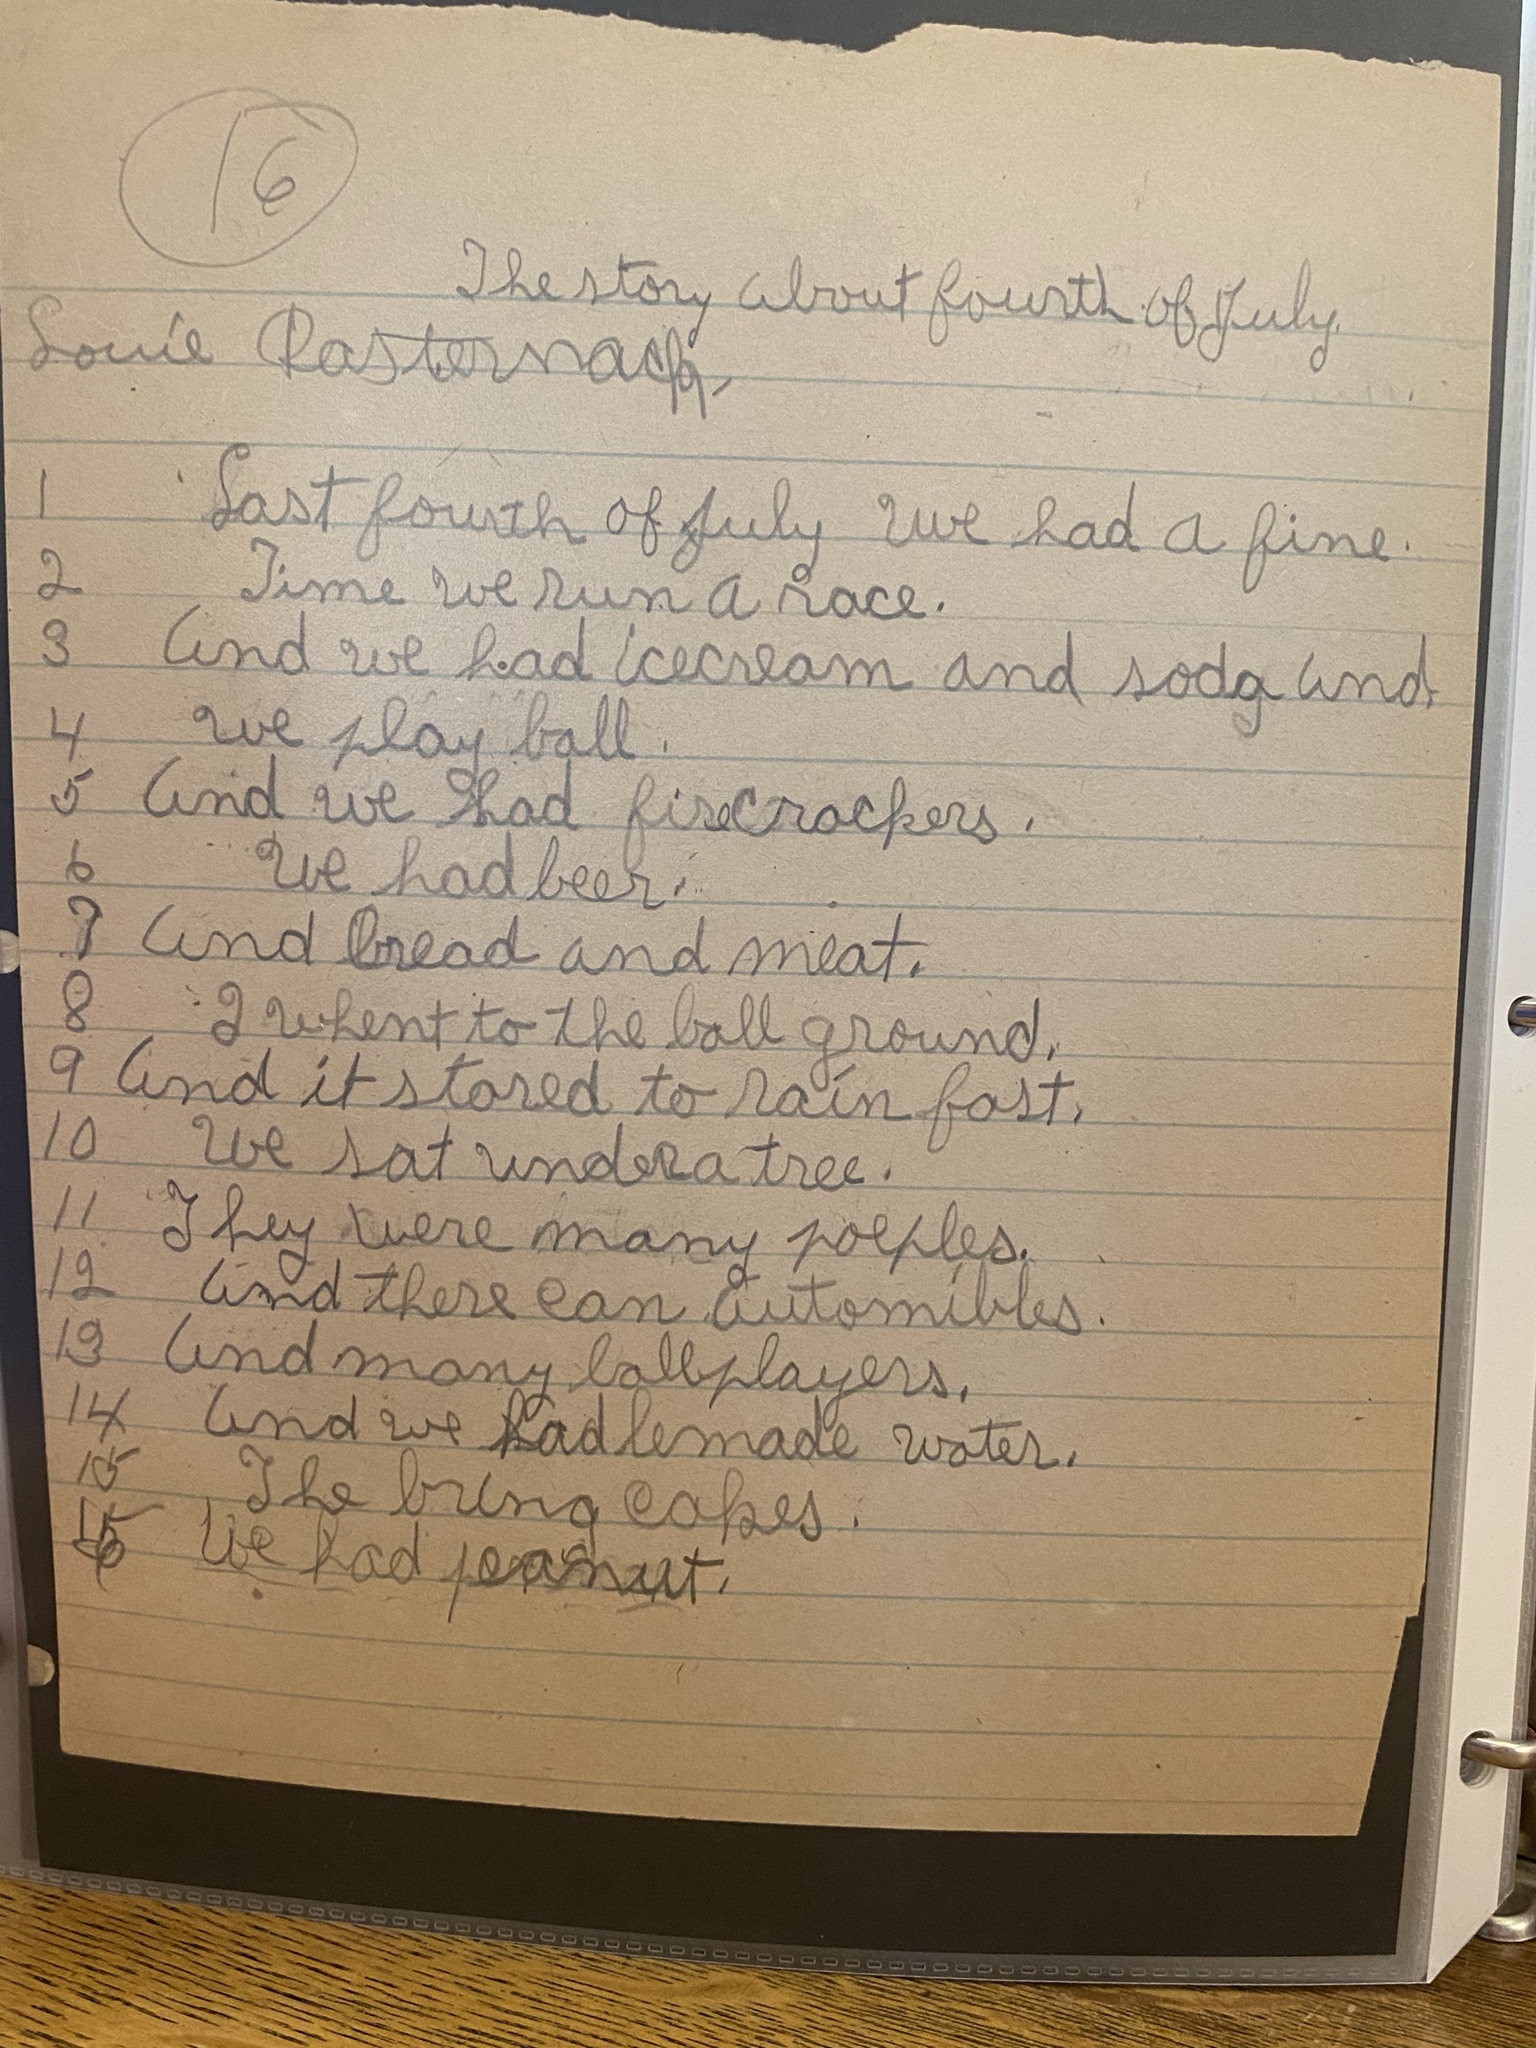 16
The story about fourth of July.
Louie Pasternack.
1 Last fourth of July we had a fine.
2 Time we run a race.
3 And we had icecream and soda and.
4 we play ball.
5 And we had firecrackers.
6 We had beer.
7 And bread and meat.
8 I whent to the ball ground.
9 And it stored to rain fast.
10 We sat under a tree.
11 They were many poeples.
12 And there can automibles.
13 And many ballplayers.
14 And we had lemade water.
15 The bring cakes.
16 We had peanut.